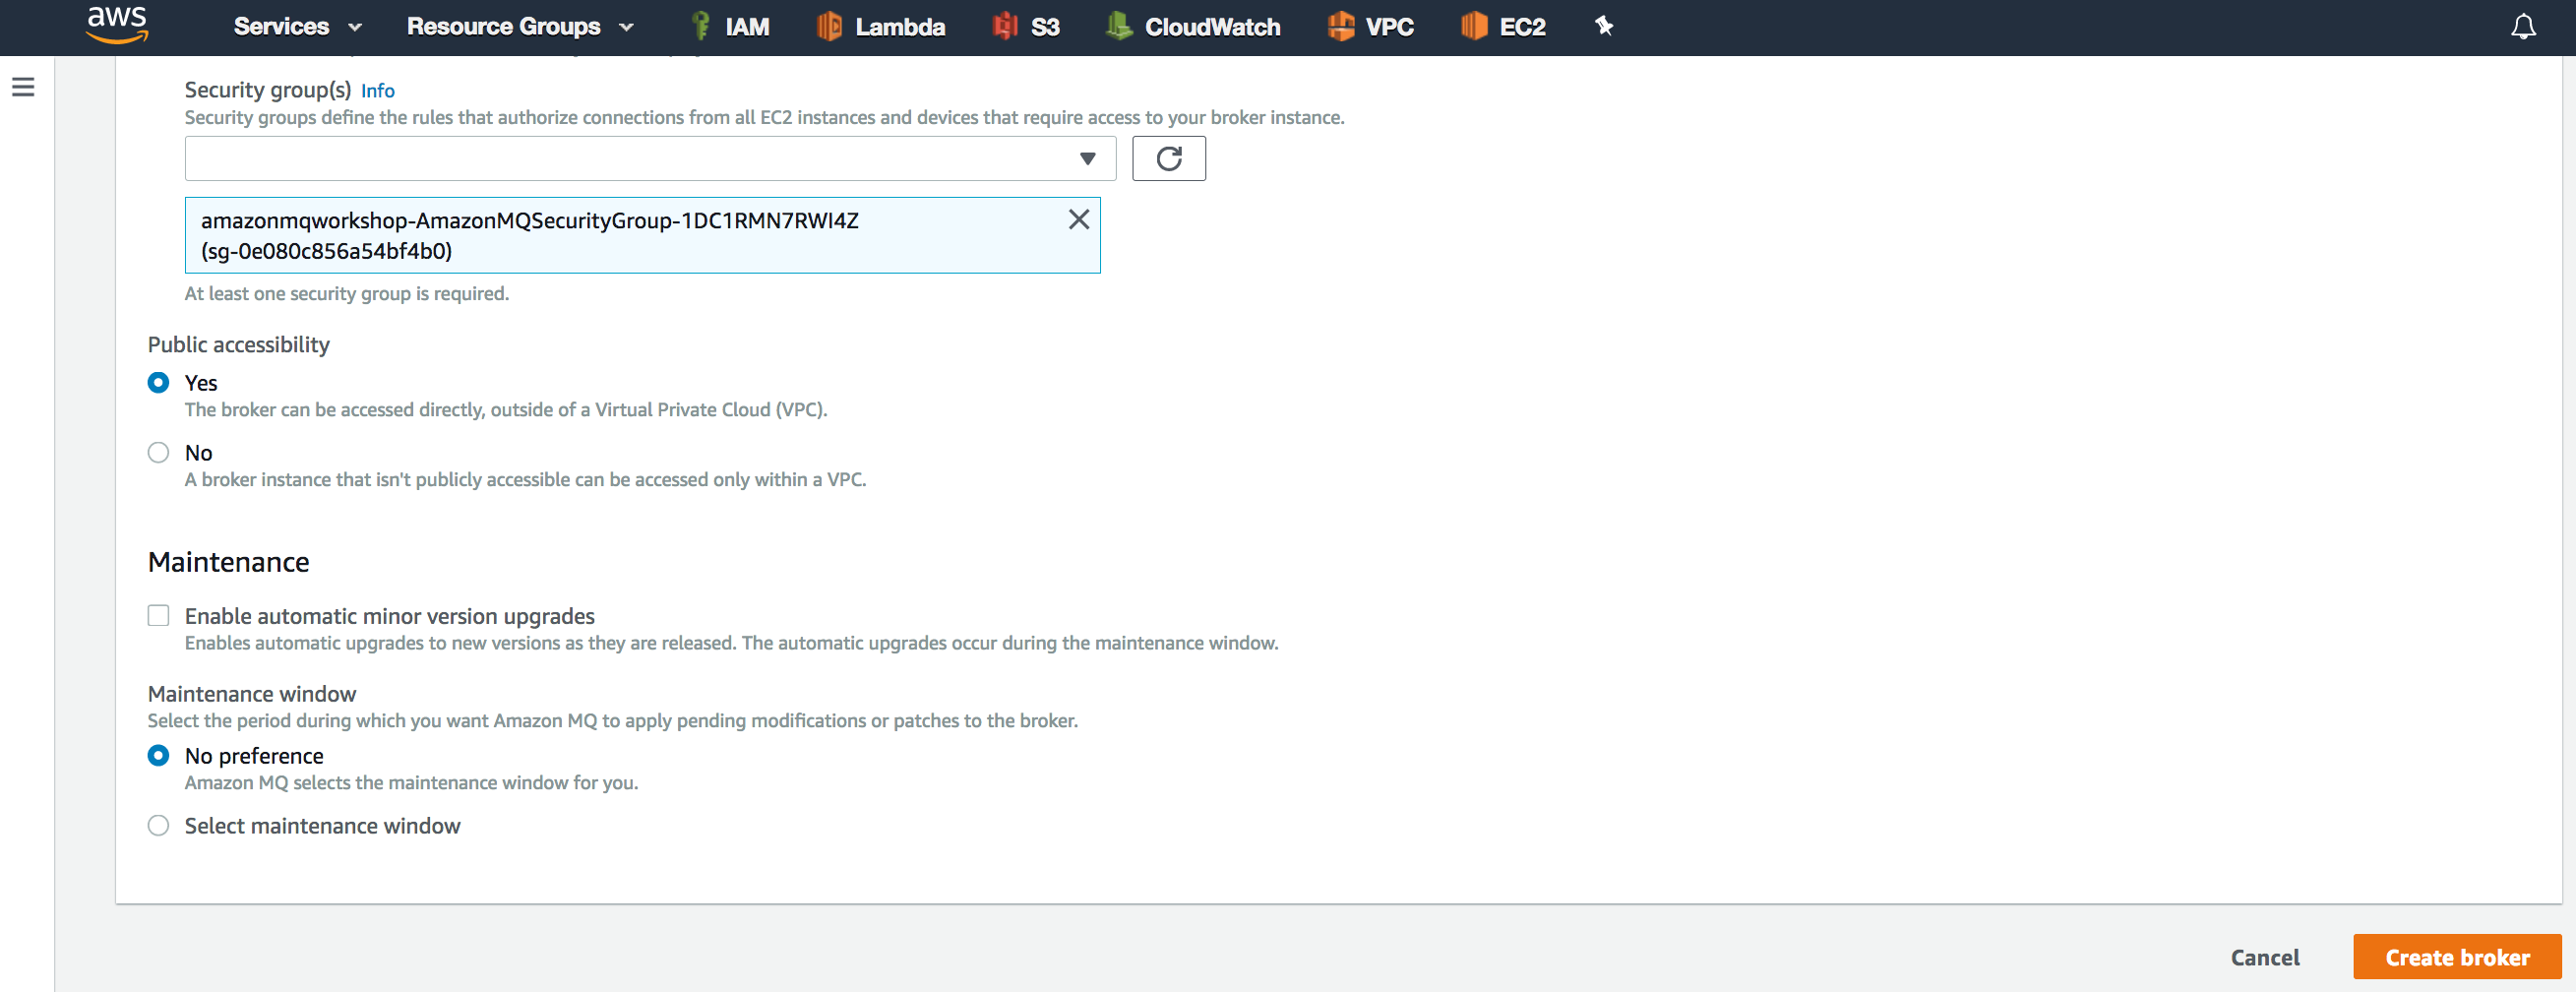 aws Services Resource Groups IAM Lambda S3 CloudWatch VPC EC2
Security group(s) Info
Security groups define the rules that authorize connections from all EC2 instances and devices that require access to your broker instance.
amazonmqworkshop-AmazonMQSecurityGroup-1DC1RMN7RWI4Z
(sg-0e080c856a54bf4b0)
At least one security group is required.
Public accessibility
Yes
The broker can be accessed directly, outside of a Virtual Private Cloud (VPC).
No
A broker instance that isn't publicly accessible can be accessed only within a VPC.
Maintenance
Enable automatic minor version upgrades
Enables automatic upgrades to new versions as they are released. The automatic upgrades occur during the maintenance window.
Maintenance window
Select the period during which you want Amazon MQ to apply pending modifications or patches to the broker.
No preference
Amazon MQ selects the maintenance window for you.
Select maintenance window
Cancel Create broker